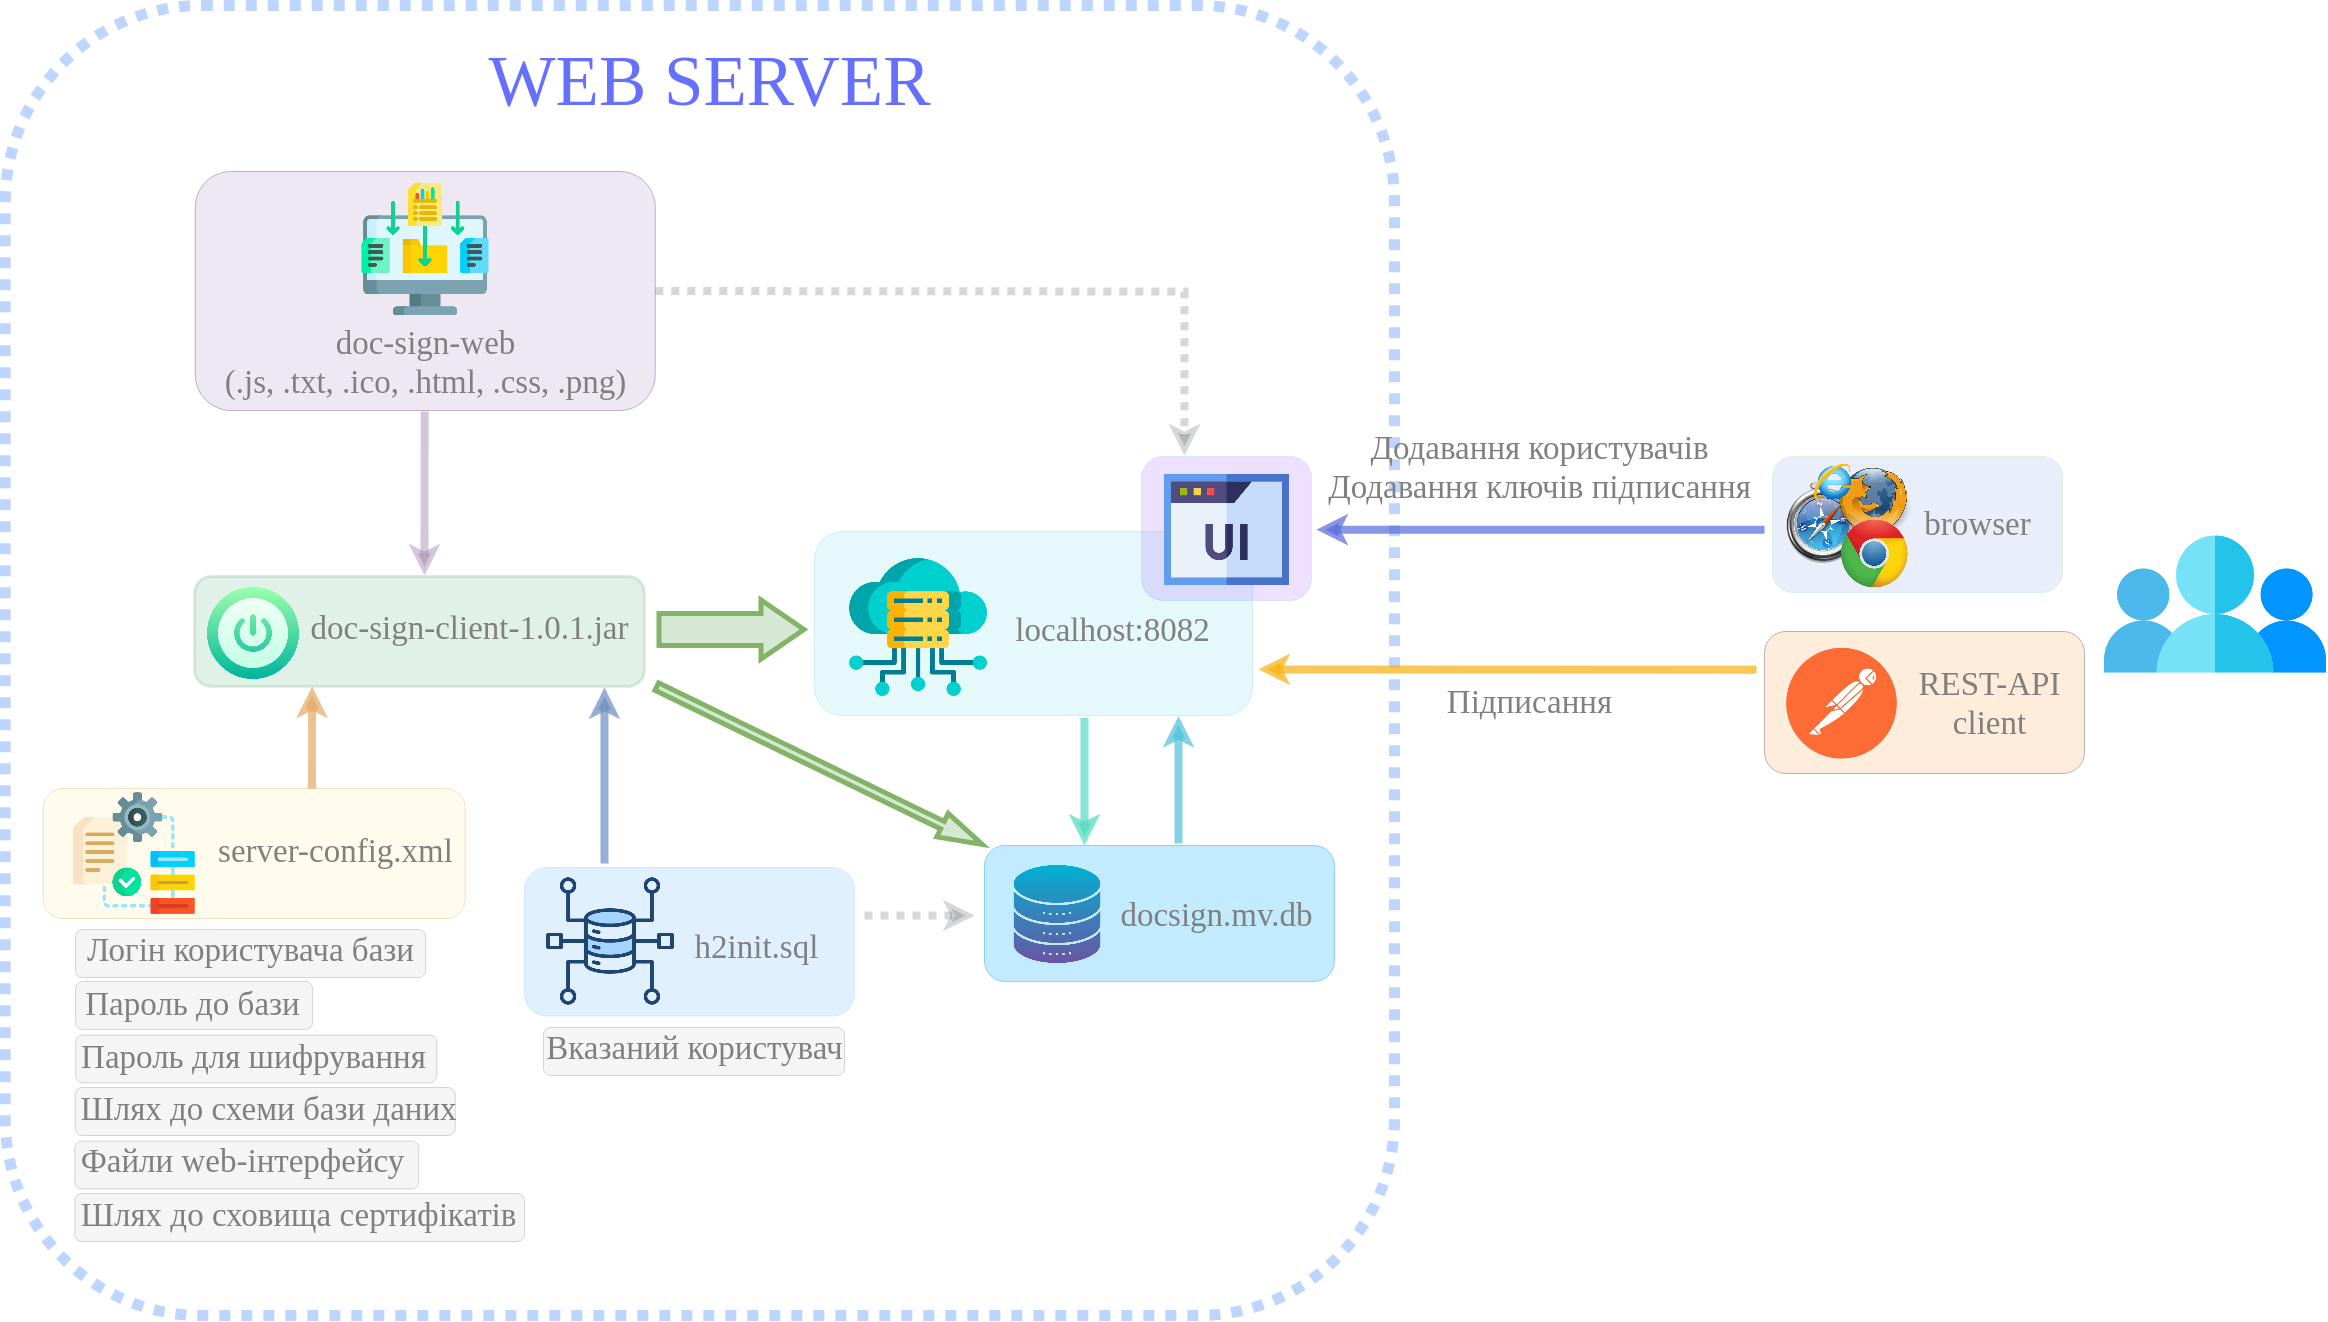 WEB SERVER
doc-sign-web
(.js, .txt, .ico, .html, .css, .png)
Додавання користувачів
Додавання ключів підписання
UI
browser
doc-sign-client-1.0.1.jar
localhost:8082
Підписання
REST-API
client
server-config.xml
h2init.sql
docsign.mv.db
Логін користувача бази
Пароль до бази
Пароль для шифрування
Шлях до схеми бази даних
Файли web-інтерфейсу
Шлях до сховища сертифікатів
Вказаний користувач